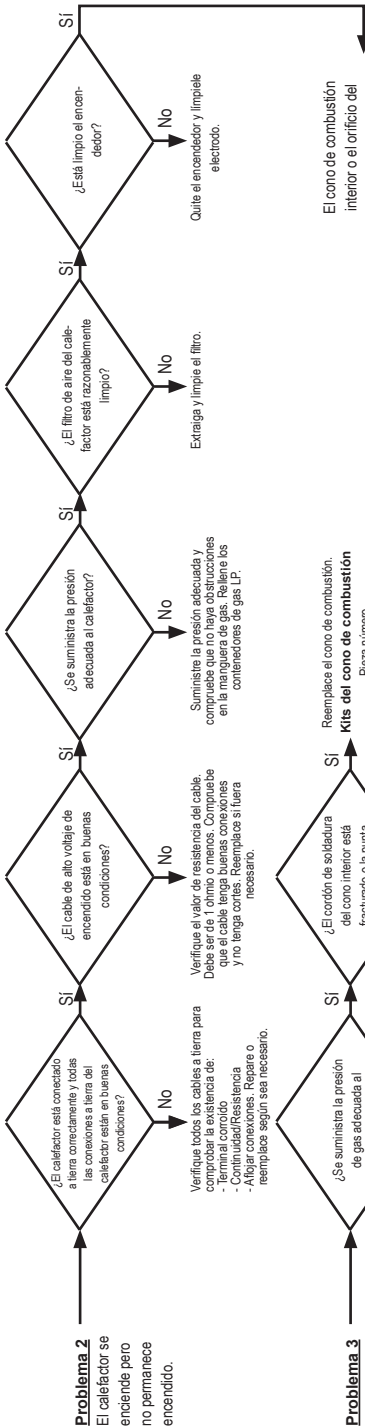 Problema 2
El calefactor se
enciende pero
no permanece
encendido.
¿El calefactor está conectado
a tierra correctamente y todas
las conexiones a tierra del
calefactor están en buenas
condiciones?
Sí
No
Verifique todos los cables a tierra para
comprobar la existencia de:
- Terminal corroído
- Continuidad/Resistencia
- Aflojar conexiones. Repare o
reemplace según sea necesario.
¿El cable de alto voltaje de
encendido está en buenas
condiciones?
Sí
No
Verifique el valor de resistencia del cable.
Debe ser de 1 ohmio o menos. Compruebe
que el cable tenga buenas conexiones
y no tenga cortes. Reemplace si fuera
necesario.
¿Se suministra la presión
adecuada al calefactor?
Sí
No
Suministre la presión adecuada y
compruebe que no haya obstrucciones
en la manguera de gas. Rellene los
contenedores de gas LP.
¿El filtro de aire del cale-
factor está razonablemente
limpio?
Sí
No
Extraiga y limpie el filtro.
¿Está limpio el encen-
dedor?
Sí
No
Quite el encendedor y límpiele
electrodo.
Problema 3
¿Se suministra la presión
de gas adecuada al
Sí
¿El cordón de soldadura
del cono interior está
fracturado o la punta
Sí
Reemplace el cono de combustión.
Kits del cono de combustión
Pieza número
El cono de combustión
interior o el orificio del